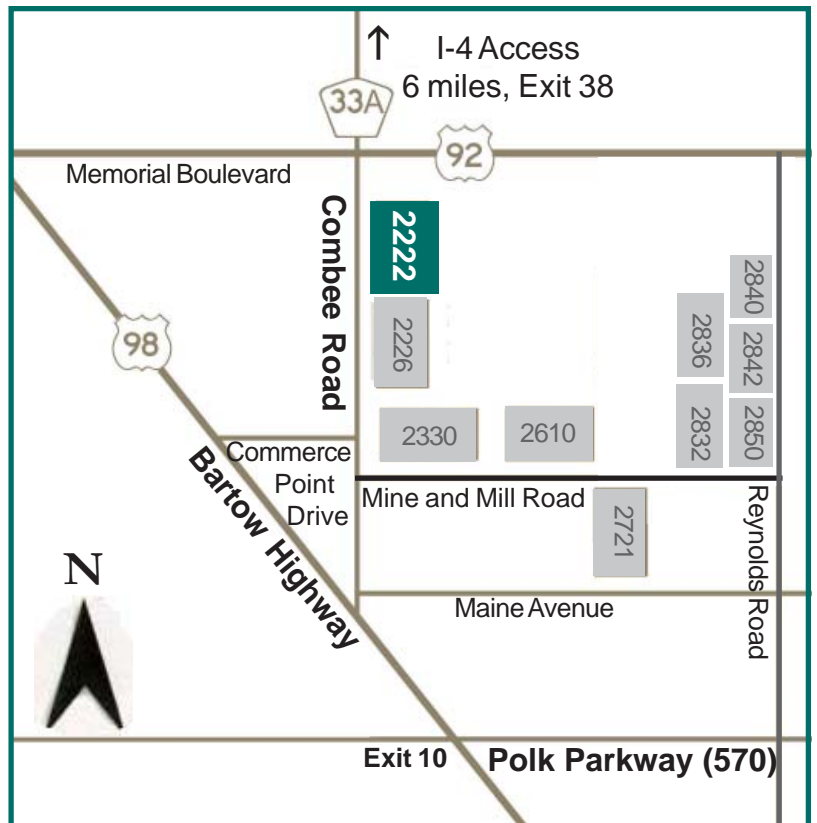 ↑ I-4 Access
6 miles, Exit 38
33A
92
Memorial Boulevard
Combee Road
2222
2226
98
2840
2836
2842
2330
2610
2832
2850
Commerce
Point
Drive
Bartow Highway
Mine and Mill Road
2721
Reynolds Road
N
Maine Avenue
Exit 10
Polk Parkway (570)